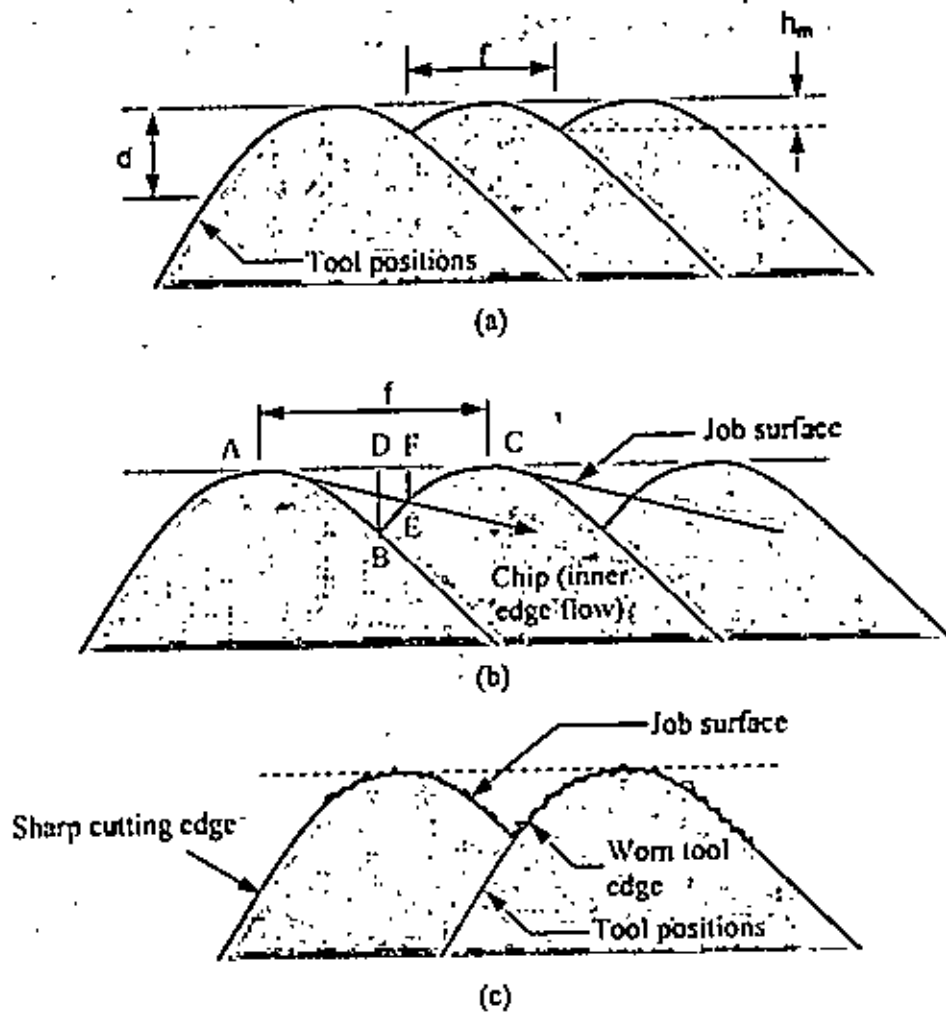 f
hm
d
Tool positions
(a)
f
A
D
F
C
Job surface
E
B
Chip (inner
edge flow)
(b)
Job surface
Sharp cutting edge
Worn tool
edge
Tool positions
(c)